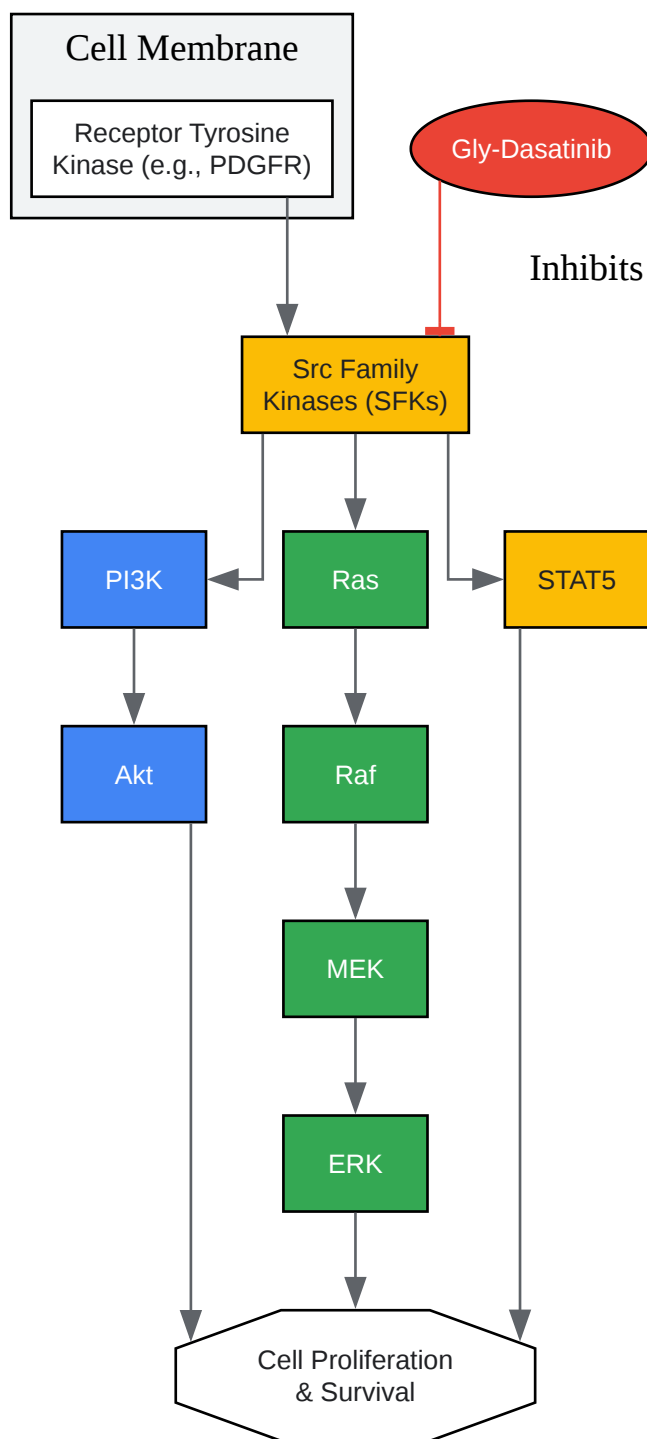 Cell Membrane
Receptor Tyrosine
Kinase (e.g., PDGFR)
Gly-Dasatinib
Inhibits
Src Family
Kinases (SFKs)
PI3K
Ras
STAT5
Akt
Raf
MEK
ERK
Cell Proliferation
& Survival